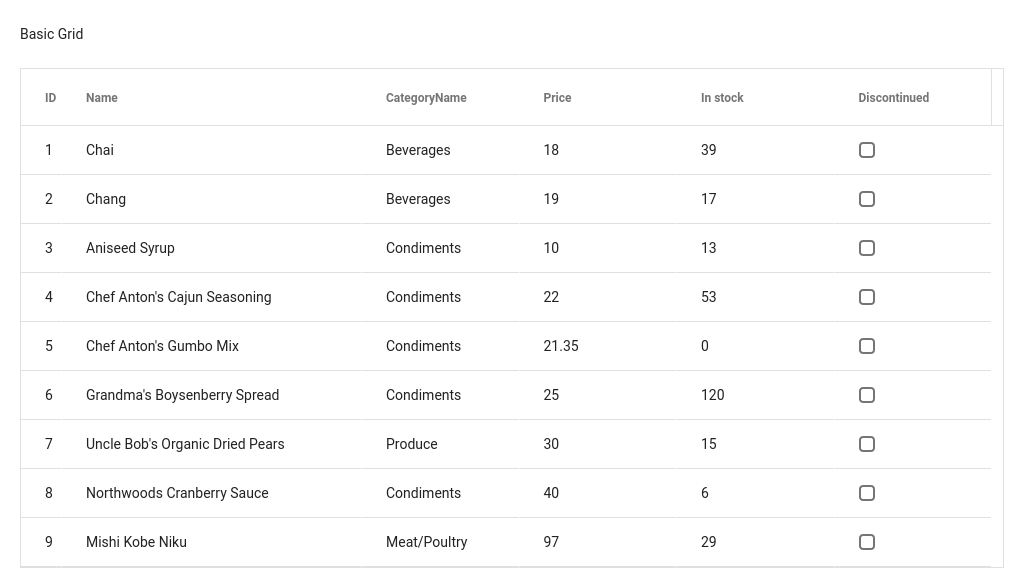 Basic Grid
ID Name CategoryName Price In stock Discontinued
1 Chai Beverages 18 39
2 Chang Beverages 19 17
3 Aniseed Syrup Condiments 10 13
4 Chef Anton's Cajun Seasoning Condiments 22 53
5 Chef Anton's Gumbo Mix Condiments 21.35 0
6 Grandma's Boysenberry Spread Condiments 25 120
7 Uncle Bob's Organic Dried Pears Produce 30 15
8 Northwoods Cranberry Sauce Condiments 40 6
9 Mishi Kobe Niku Meat/Poultry 97 29